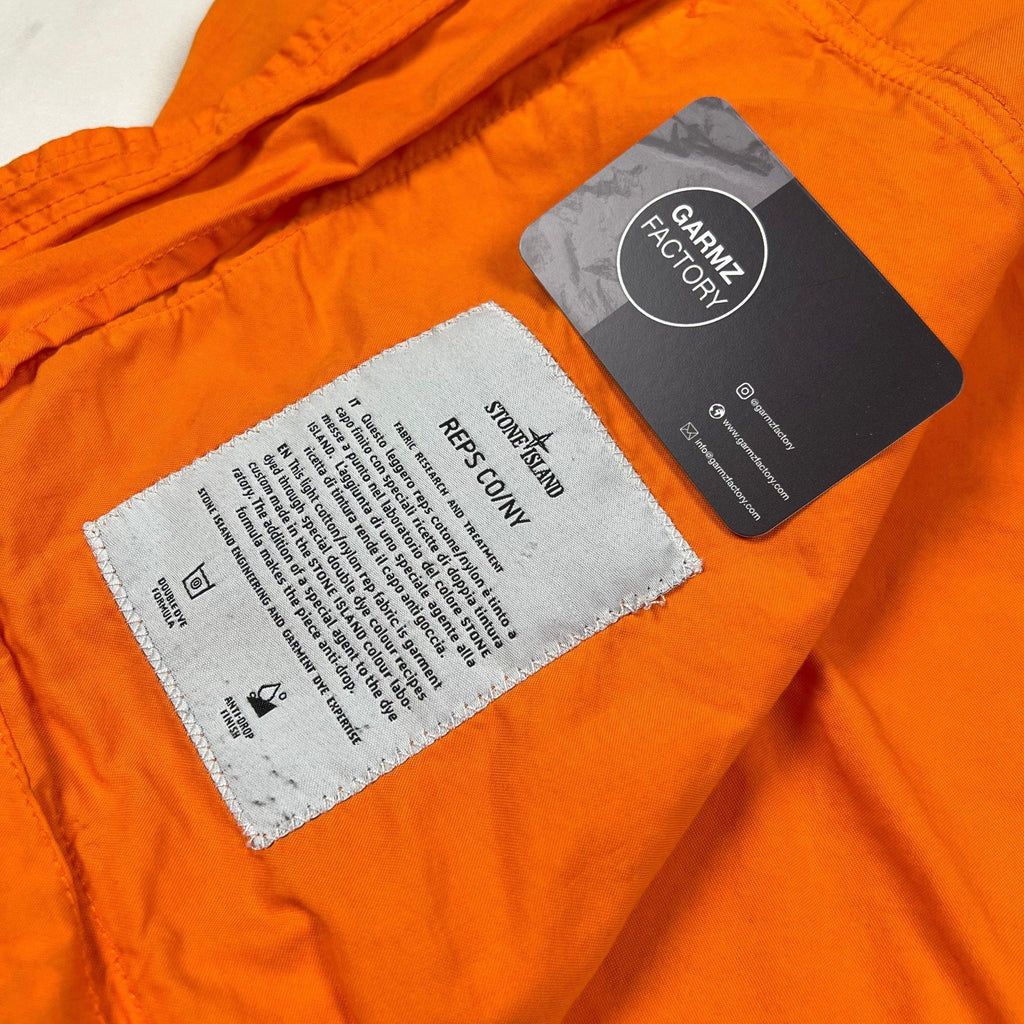 GARMZ
FACTORY
@garmzfactory
www.garmzfactory.com
info@garmzfactory.com
STONE ISLAND
REPS CO/NY
FABRIC RESEARCH AND TREATMENT
IT Questo leggero reps cotone/nylon è tinto a
capo finito con speciali ricette di doppia tintura
messe a punto nel laboratorio del colore STONE
ISLAND. L'aggiunta di uno speciale agente alla
ricetta di tintura rende il capo anti goccia.
EN This light cotton/nylon rep fabric is garment
dyed through special double dye colour recipes
custom made in the STONE ISLAND colour labo-
ratory. The addition of a special agent to the dye
formula makes the piece anti-drop.
STONE ISLAND ENGINEERING AND GARMENT DYE EXPERTISE
DOUBLE DYE
FORMULA
ANTI-DROP
FINISH